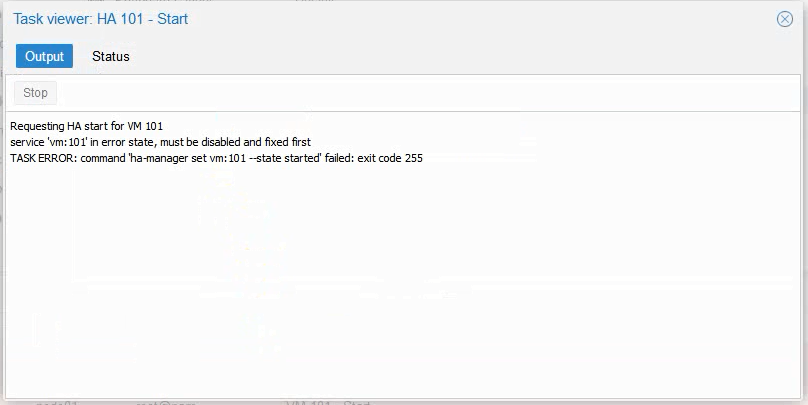 Task viewer: HA 101 - Start
Output Status
Stop
Requesting HA start for VM 101
service 'vm:101' in error state, must be disabled and fixed first
TASK ERROR: command 'ha-manager set vm:101 --state started' failed: exit code 255